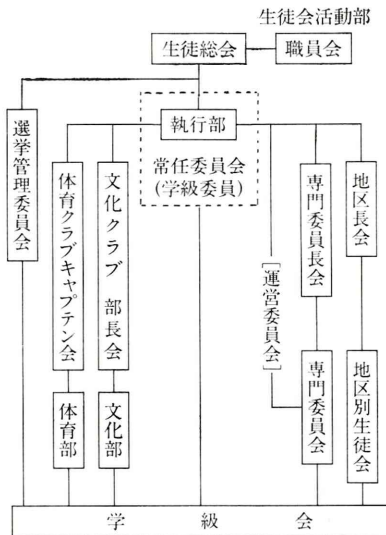 生徒会活動部
生徒総会
職員会
執行部
常任委員会
(学級委員)
選挙管理委員会
体育クラブキャプテン会
文化クラブ 部長会
[運営委員会]
専門委員長会
地区長会
体育部
文化部
専門委員会
地区別生徒会
学級会